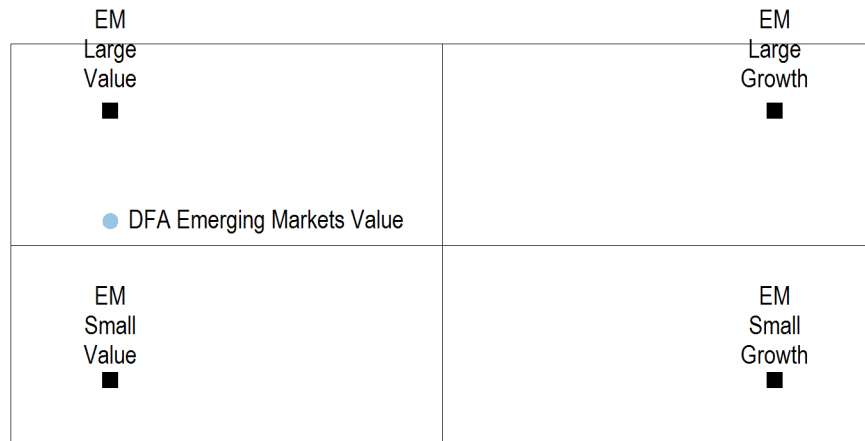 EM
Large
Value
EM
Large
Growth
DFA Emerging Markets Value
EM
Small
Value
EM
Small
Growth